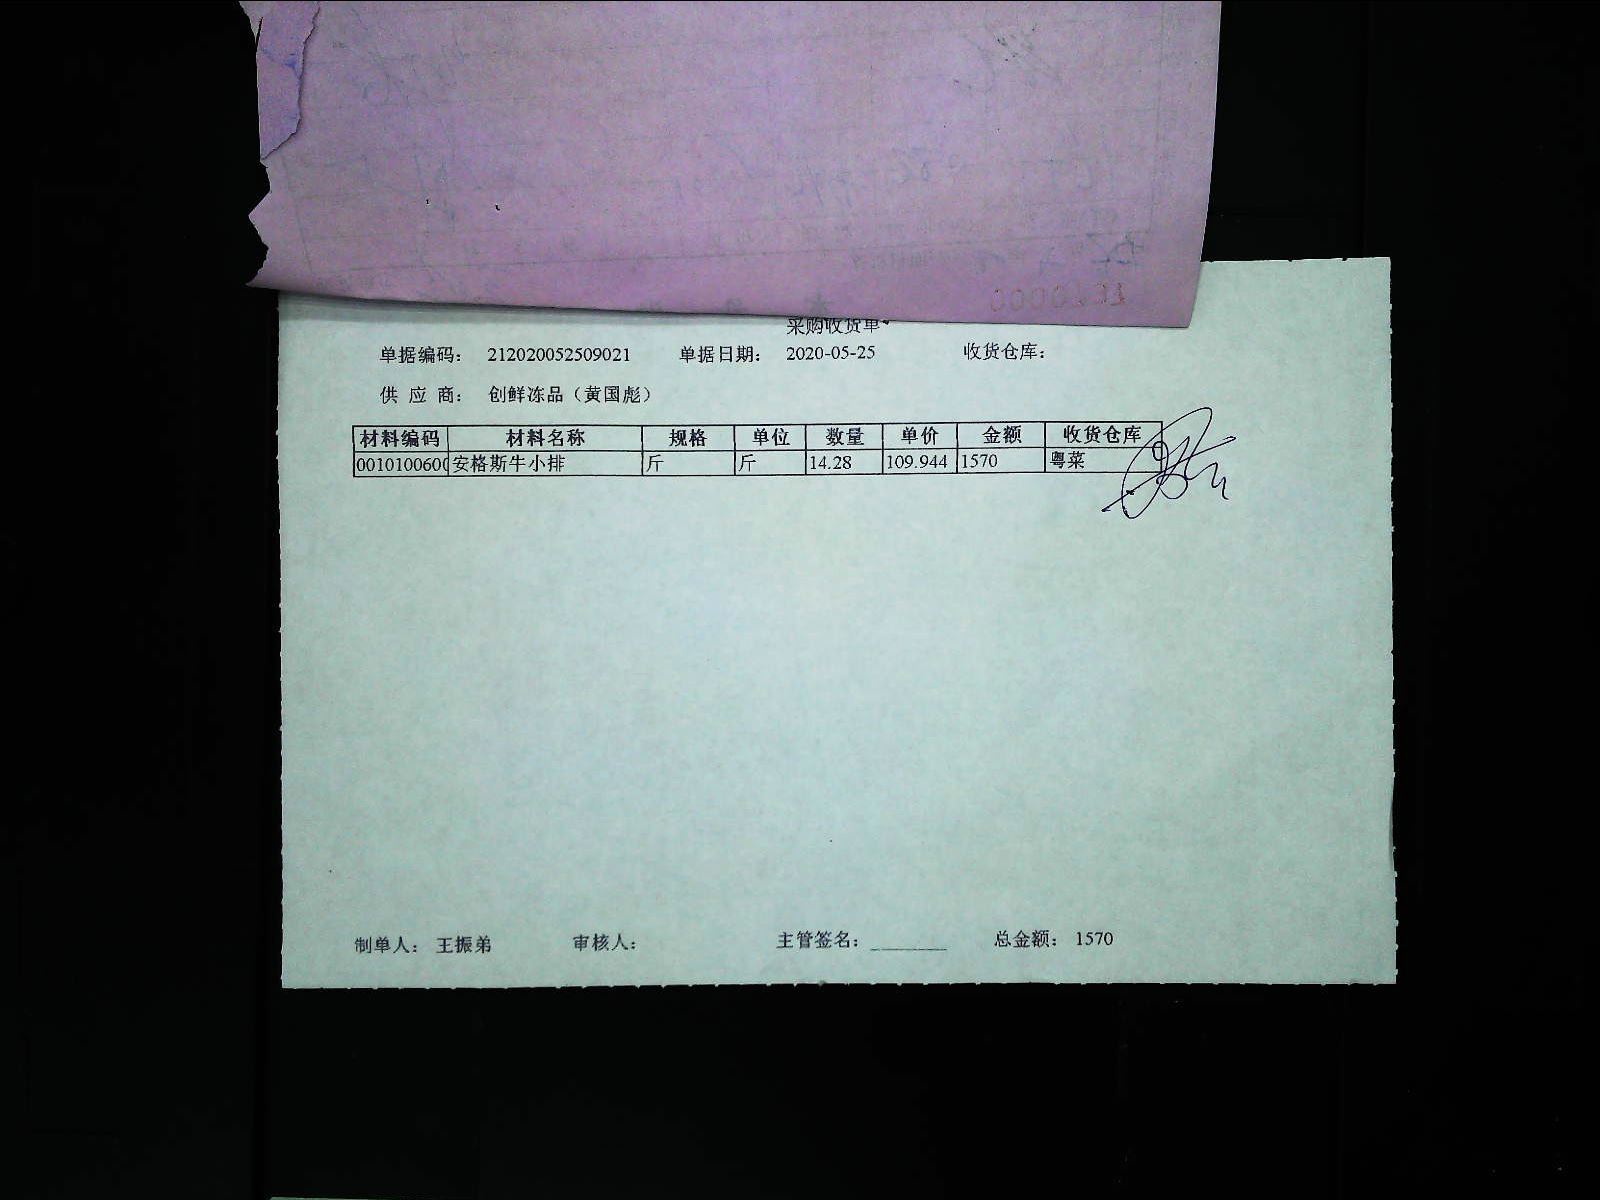 采购收货单
单据编码： 212020052509021 单据日期： 2020-05-25 收货仓库：
供 应 商： 创鲜冻品（黄国彪）
材料编码 材料名称 规格 单位 数量 单价 金额 收货仓库
0010100600 安格斯牛小排 斤 斤 14.28 109.944 1570 粤菜
制单人： 王振弟 审核人： 主管签名： 总金额： 1570